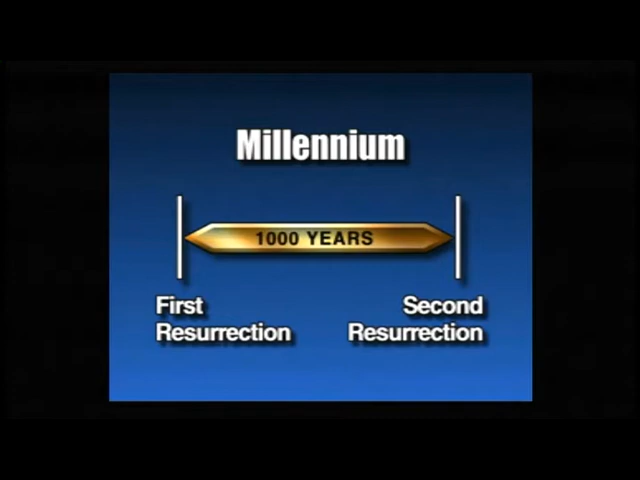 Millennium
1000 YEARS
First
Resurrection
Second
Resurrection